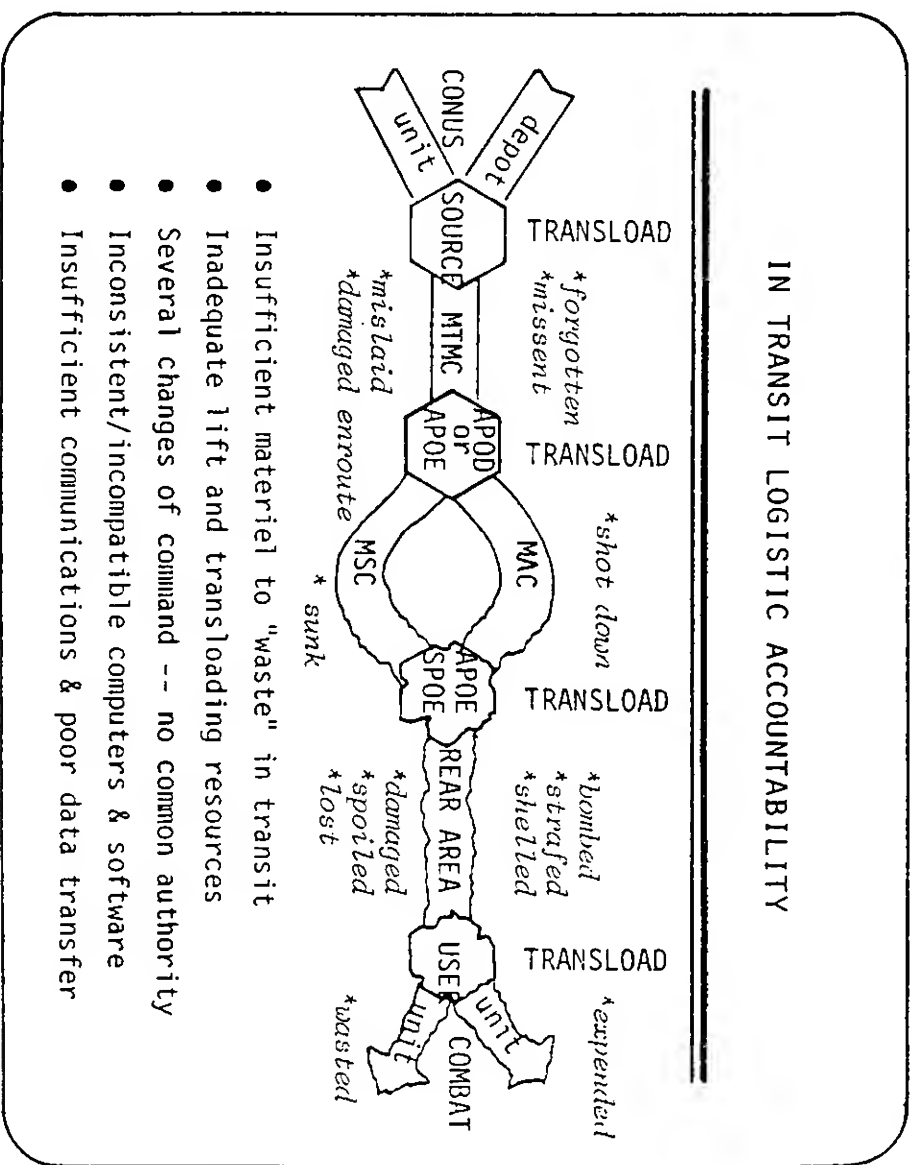 IN TRANSIT LOGISTIC ACCOUNTABILITY
TRANSLOAD
TRANSLOAD
TRANSLOAD
TRANSLOAD
*forgotten
*missent
*shot down
*bombed
*strafed
*shelled
*expended
depot
CONUS
unit
SOURCE
MTMC
APOD
or
APOE
MAC
MSC
APOE
SPOE
REAR AREA
USER
unit
unit
COMBAT
*mislaid
*damaged enroute
* sunk
*damaged
*spoiled
*lost
*wasted
• Insufficient materiel to "waste" in transit
• Inadequate lift and transloading resources
• Several changes of command -- no common authority
• Inconsistent/incompatible computers & software
• Insufficient communications & poor data transfer